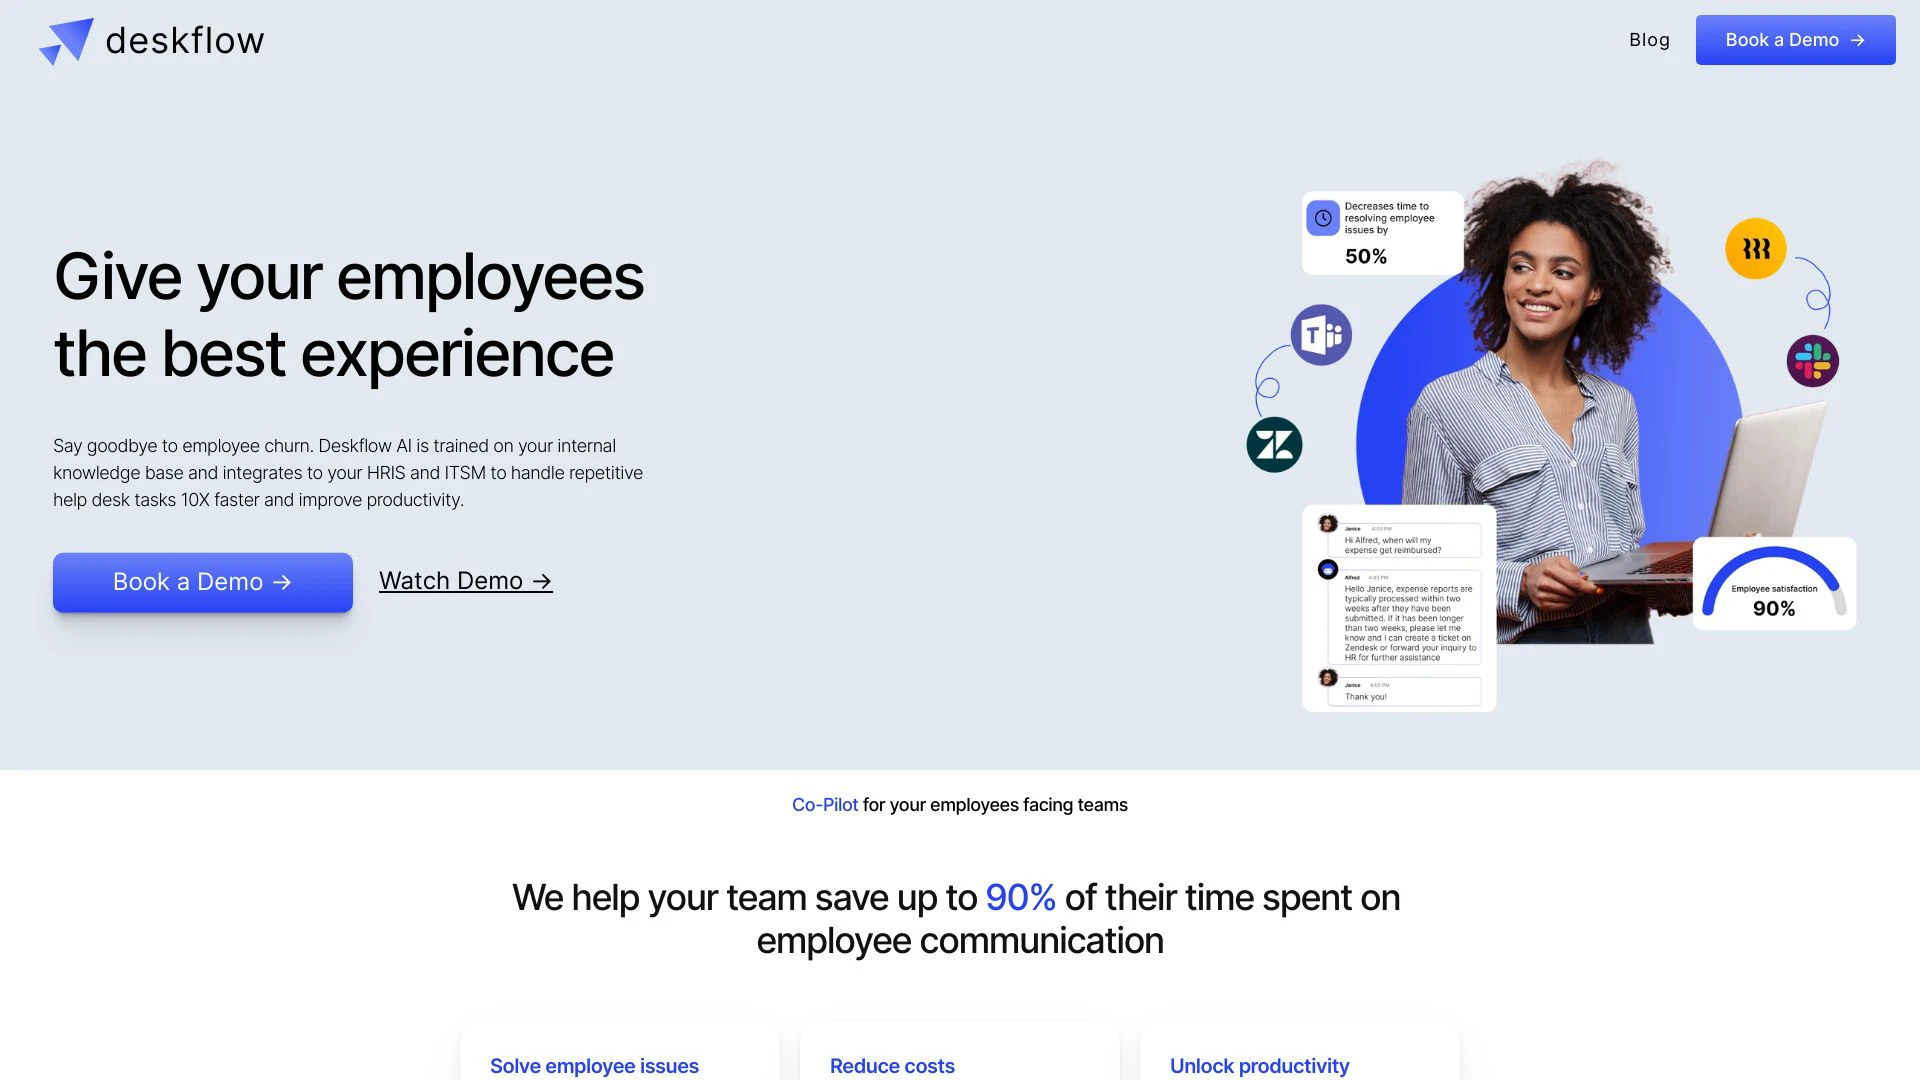 deskflow
Blog
Book a Demo →
Give your employees
the best experience
Say goodbye to employee churn. Deskflow AI is trained on your internal
knowledge base and integrates to your HRIS and ITSM to handle repetitive
help desk tasks 10X faster and improve productivity.
Book a Demo →
Watch Demo →
Decreases time to
resolving employee
issues by
50%
T
Janice 4:03 PM
Hi Alfred, when will my
expense get reimbursed?
Alfred 4:03 PM
Hello Janice, expense reports are
typically processed within two
weeks after they have been
submitted. If it has been longer
than two weeks, please let me
know and I can create a ticket on
Zendesk or forward your inquiry to
HR for further assistance
Janice 4:05 PM
Thank you!
Employee satisfaction
90%
Co-Pilot for your employees facing teams
We help your team save up to 90% of their time spent on
employee communication
Solve employee issues
Reduce costs
Unlock productivity